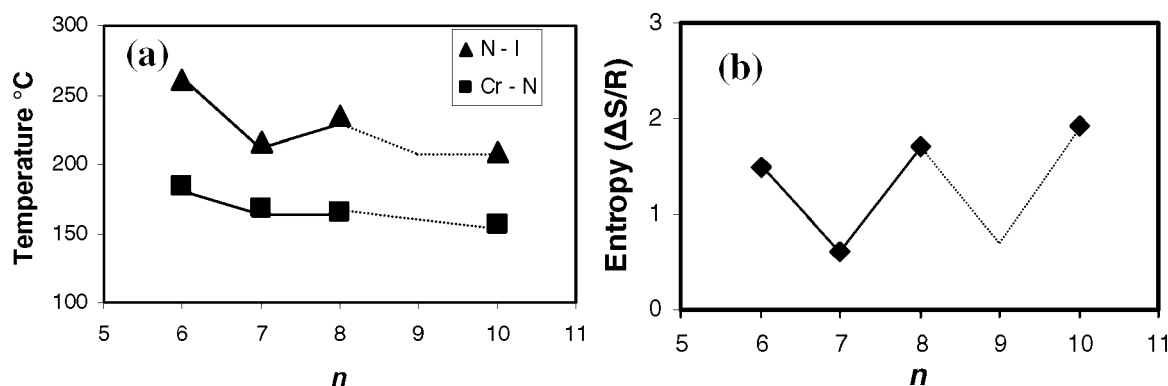 (a)
Temperature °C
300
250
200
150
100
N - I
Cr - N
5 6 7 8 9 10 11
n
(b)
Entropy (ΔS/R)
3
2
1
0
5 6 7 8 9 10 11
n